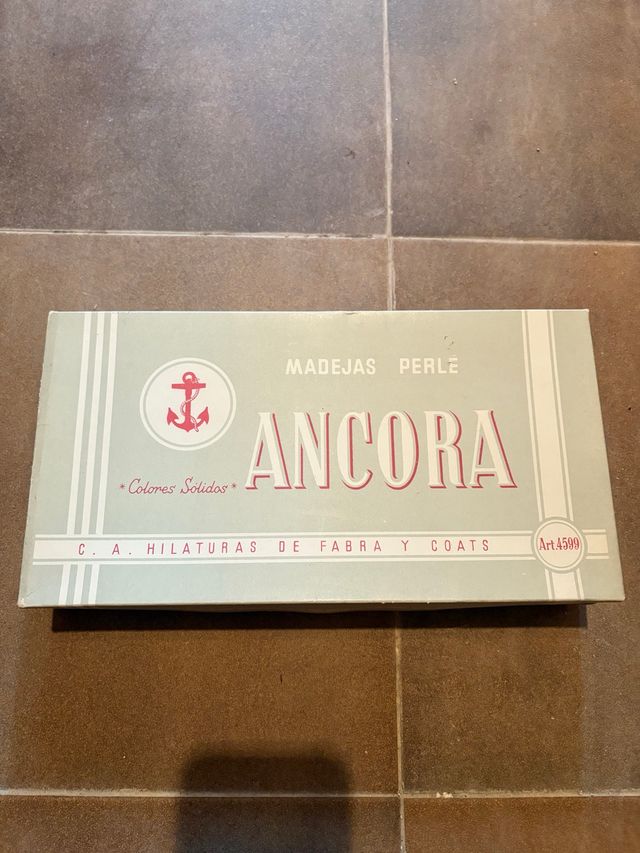 MADEJAS PERLÉ
ANCORA
* Colores Sólidos *
C. A. HILATURAS DE FABRA Y COATS
Art.4599